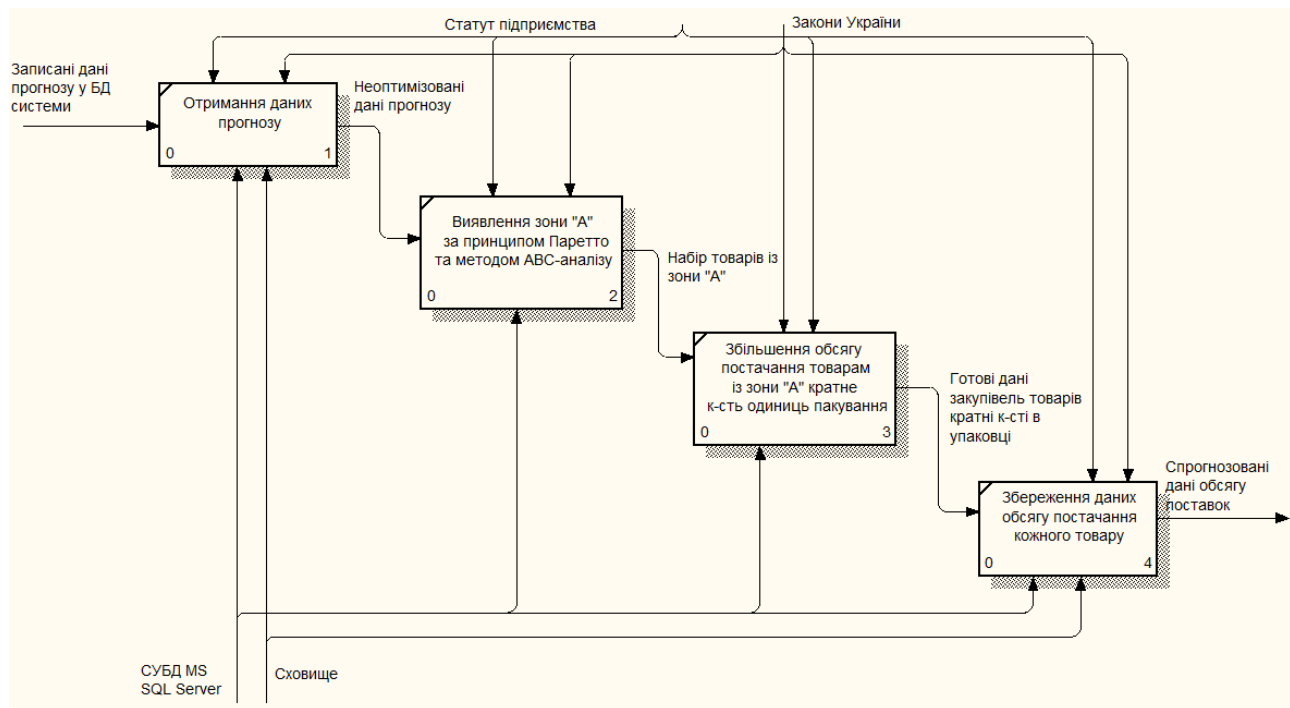 Статут підприємства
Закони України
Записані дані
прогнозу у БД
системи
Отримання даних
прогнозу
0
1
Неоптимізовані
дані прогнозу
Виявлення зони "А"
за принципом Паретто
та методом АВС-аналізу
0
2
Набір товарів із
зони "А"
Збільшення обсягу
постачання товарам
із зони "А" кратне
к-сть одиниць пакування
0
3
Готові дані
закупівель товарів
кратні к-сті в
упаковці
Збереження даних
обсягу постачання
кожного товару
0
4
Спрогнозовані
дані обсягу
поставок
СУБД MS
SQL Server
Сховище